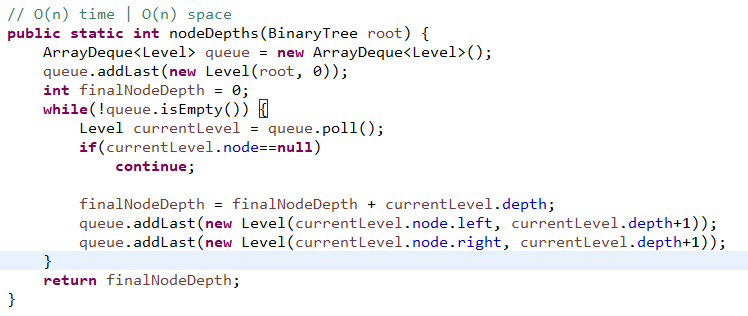 // O(n) time | O(n) space
public static int nodeDepths(BinaryTree root) {
    ArrayDeque<Level> queue = new ArrayDeque<Level>();
    queue.addLast(new Level(root, 0));
    int finalNodeDepth = 0;
    while(!queue.isEmpty()) {
        Level currentLevel = queue.poll();
        if(currentLevel.node==null)
            continue;

        finalNodeDepth = finalNodeDepth + currentLevel.depth;
        queue.addLast(new Level(currentLevel.node.left, currentLevel.depth+1));
        queue.addLast(new Level(currentLevel.node.right, currentLevel.depth+1));
    }
    return finalNodeDepth;
}